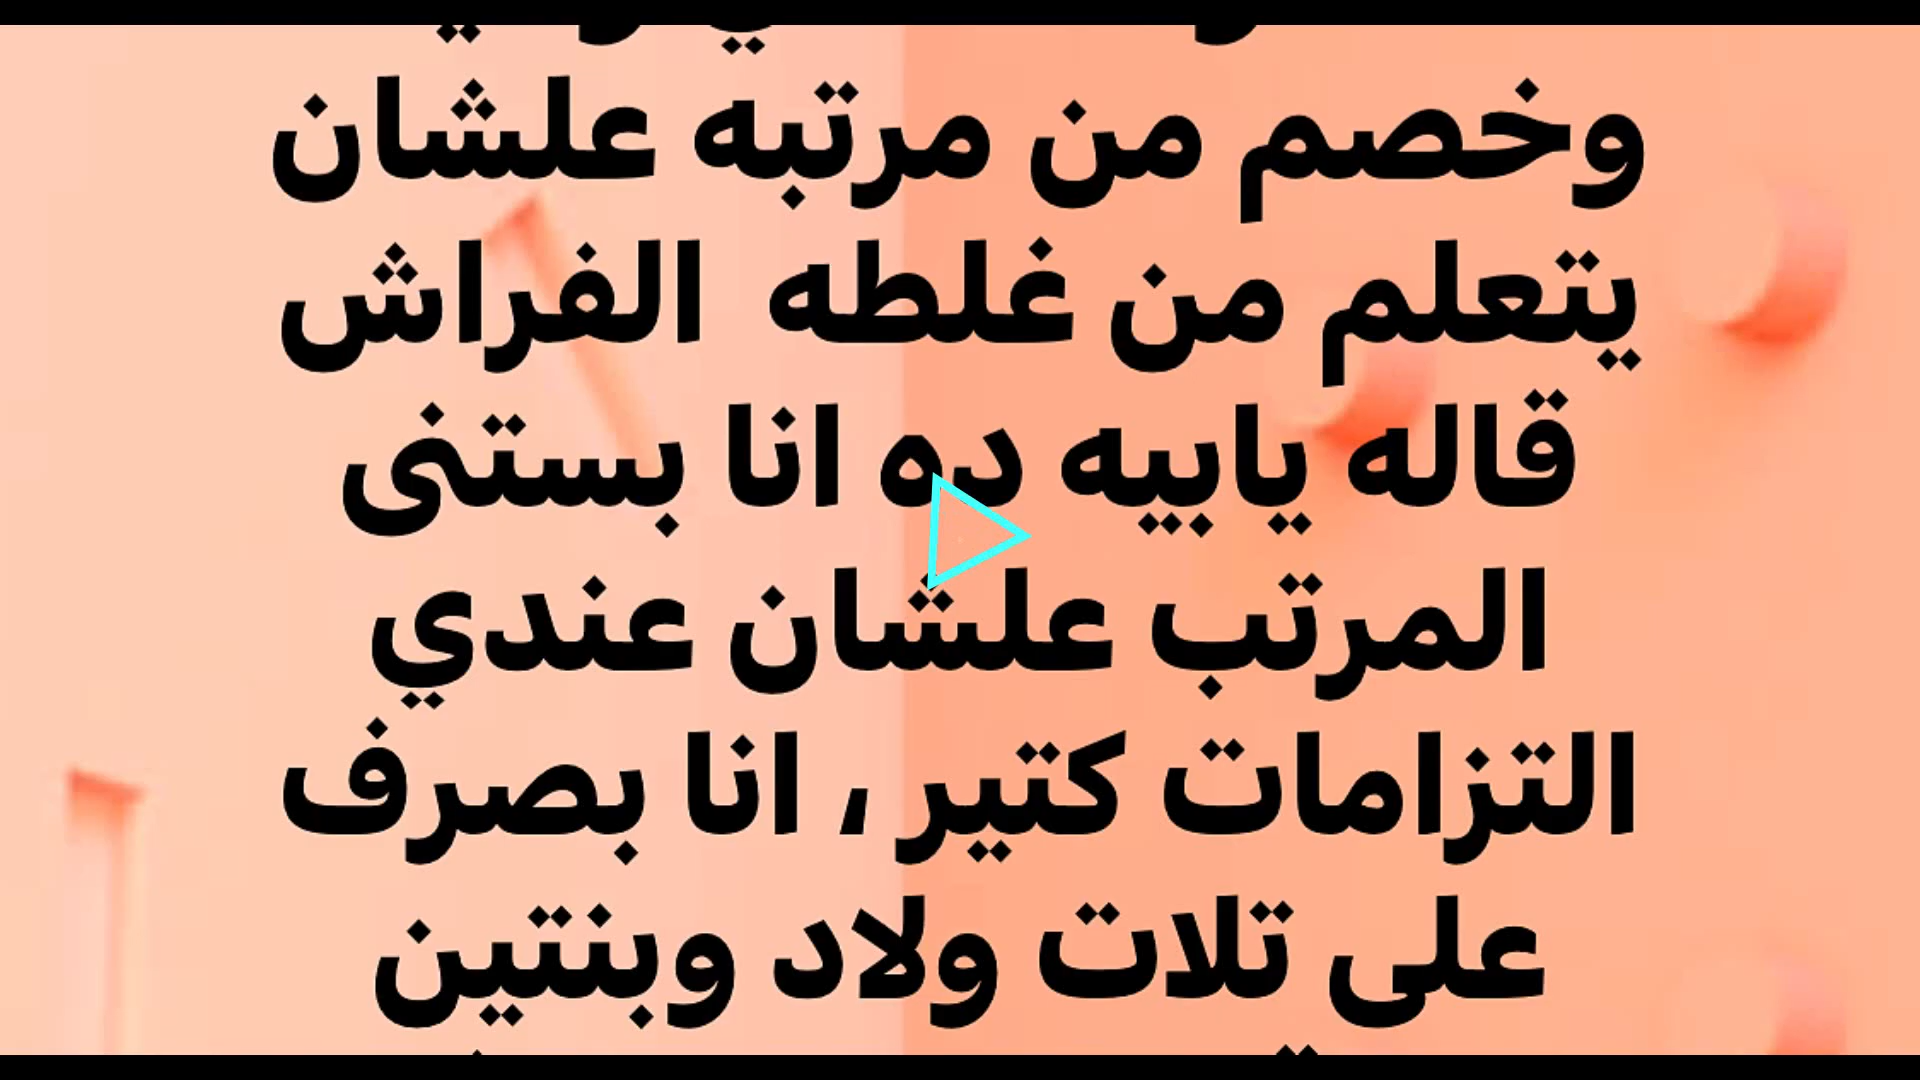 وخصم من مرتبه علشان
يتعلم من غلطه الفراش
قاله يابيه ده انا بستنى
المرتب علشان عندي
التزامات كتير ، انا بصرف
على تلات ولاد وبنتين